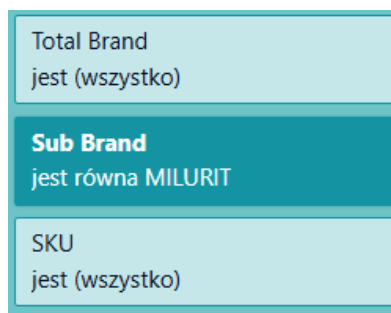 Total Brand
jest (wszystko)
Sub Brand
jest równa MILURIT
SKU
jest (wszystko)